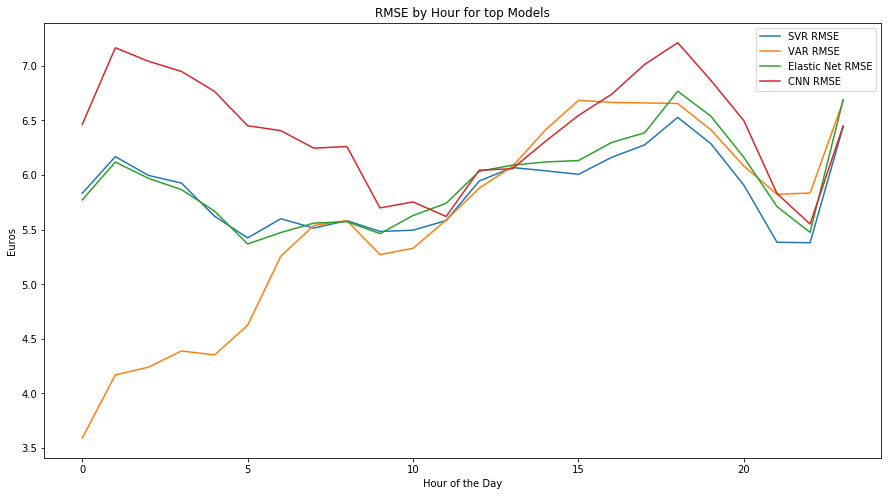 RMSE by Hour for top Models
SVR RMSE
VAR RMSE
Elastic Net RMSE
CNN RMSE
7.0
6.5
6.0
5.5
5.0
4.5
4.0
3.5
Euros
0
5
10
15
20
Hour of the Day